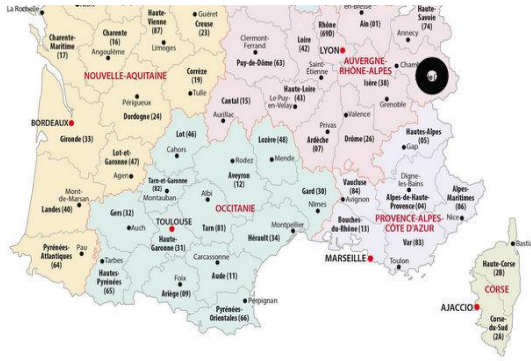 La Rochelle
Charente-
Maritime
(17)
Charente
(16)
Angoulême
Haute-
Vienne
(87)
Limoges
Guéret
Creuse
(23)
NOUVELLE-AQUITAINE
Corrèze
(19)
Tulle
Périgueux
Dordogne (24)
BORDEAUX
Gironde (33)
Lot-et-
Garonne
(47)
Agen
Mont-
de-Marsan
Landes (40)
Pyrénées-
Atlantiques
(64)
Pau
Clermont-
Ferrand
Puy-de-Dôme (63)
Loire
(42)
Rhône
(69D)
Ain (01)
Haute-
Savoie
(74)
Annecy
LYON
AUVERGNE-
RHÔNE-ALPES
Saint-
Étienne
Isère (38)
Grenoble
Cantal (15)
Aurillac
Haute-Loire
(43)
Le Puy-
en-Velay
Privas
Ardèche
(07)
Valence
Drôme (26)
Lot (46)
Cahors
Lozère (48)
Mende
Rodez
Aveyron
(12)
Tarn-et-Garonne
(82)
Montauban
Albi
OCCITANIE
Gard (30)
Nimes
Gers (32)
Auch
TOULOUSE
Haute-
Garonne
(31)
Tarn (81)
Montpellier
Hérault (34)
Tarbes
Hautes-
Pyrénées
(65)
Foix
Ariège (09)
Carcassonne
Aude (11)
Perpignan
Pyrénées-
Orientales (66)
Hautes-Alpes
(05)
Gap
Vaucluse
(84)
Avignon
Digne-
les-Bains
Alpes-de-Haute-
Provence (04)
Alpes-
Maritimes
(06)
Nice
PROVENCE-ALPES-
CÔTE D'AZUR
Bouches-
du-Rhône (13)
Var (83)
MARSEILLE
Toulon
Bastia
Haute-Corse
(2B)
CORSE
AJACCIO
Corse-
du-Sud
(2A)